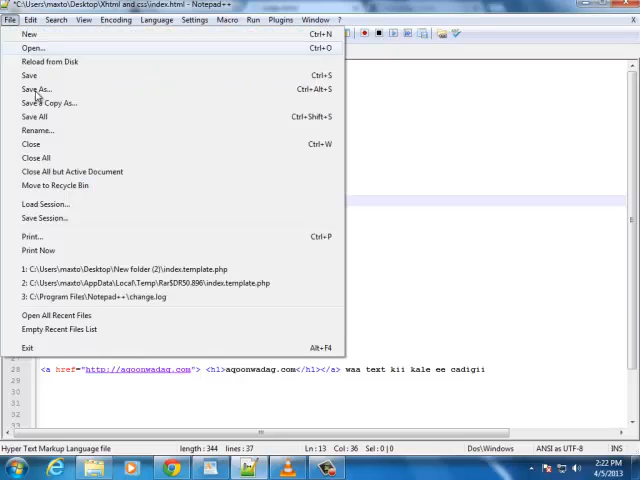 *C:\Users\maxto\Desktop\Xhtml and css\index.html - Notepad++
File Edit Search View Encoding Language Settings Macro Run Plugins Window ?
New Ctrl+N
Open... Ctrl+O
Reload from Disk
Save Ctrl+S
Save As... Ctrl+Alt+S
Save a Copy As...
Save All Ctrl+Shift+S
Rename...
Close Ctrl+W
Close All
Close All but Active Document
Move to Recycle Bin
Load Session...
Save Session...
Print... Ctrl+P
Print Now
1: C:\Users\maxto\Desktop\New folder (2)\index.template.php
2: C:\Users\maxto\AppData\Local\Temp\Rar$DR50.896\index.template.php
3: C:\Program Files\Notepad++\change.log
Open All Recent Files
Empty Recent Files List
Exit Alt+F4
28 <a href="http://aqoonwadag.com"> <h1>aqoonwadag.com</h1></a> waa text kii kale ee cadigii
29
30
31
32
Hyper Text Markup Language file length : 344 lines : 37 Ln : 13 Col : 36 Sel : 0 | 0 Dos\Windows ANSI as UTF-8 INS
2:22 PM
4/5/2013